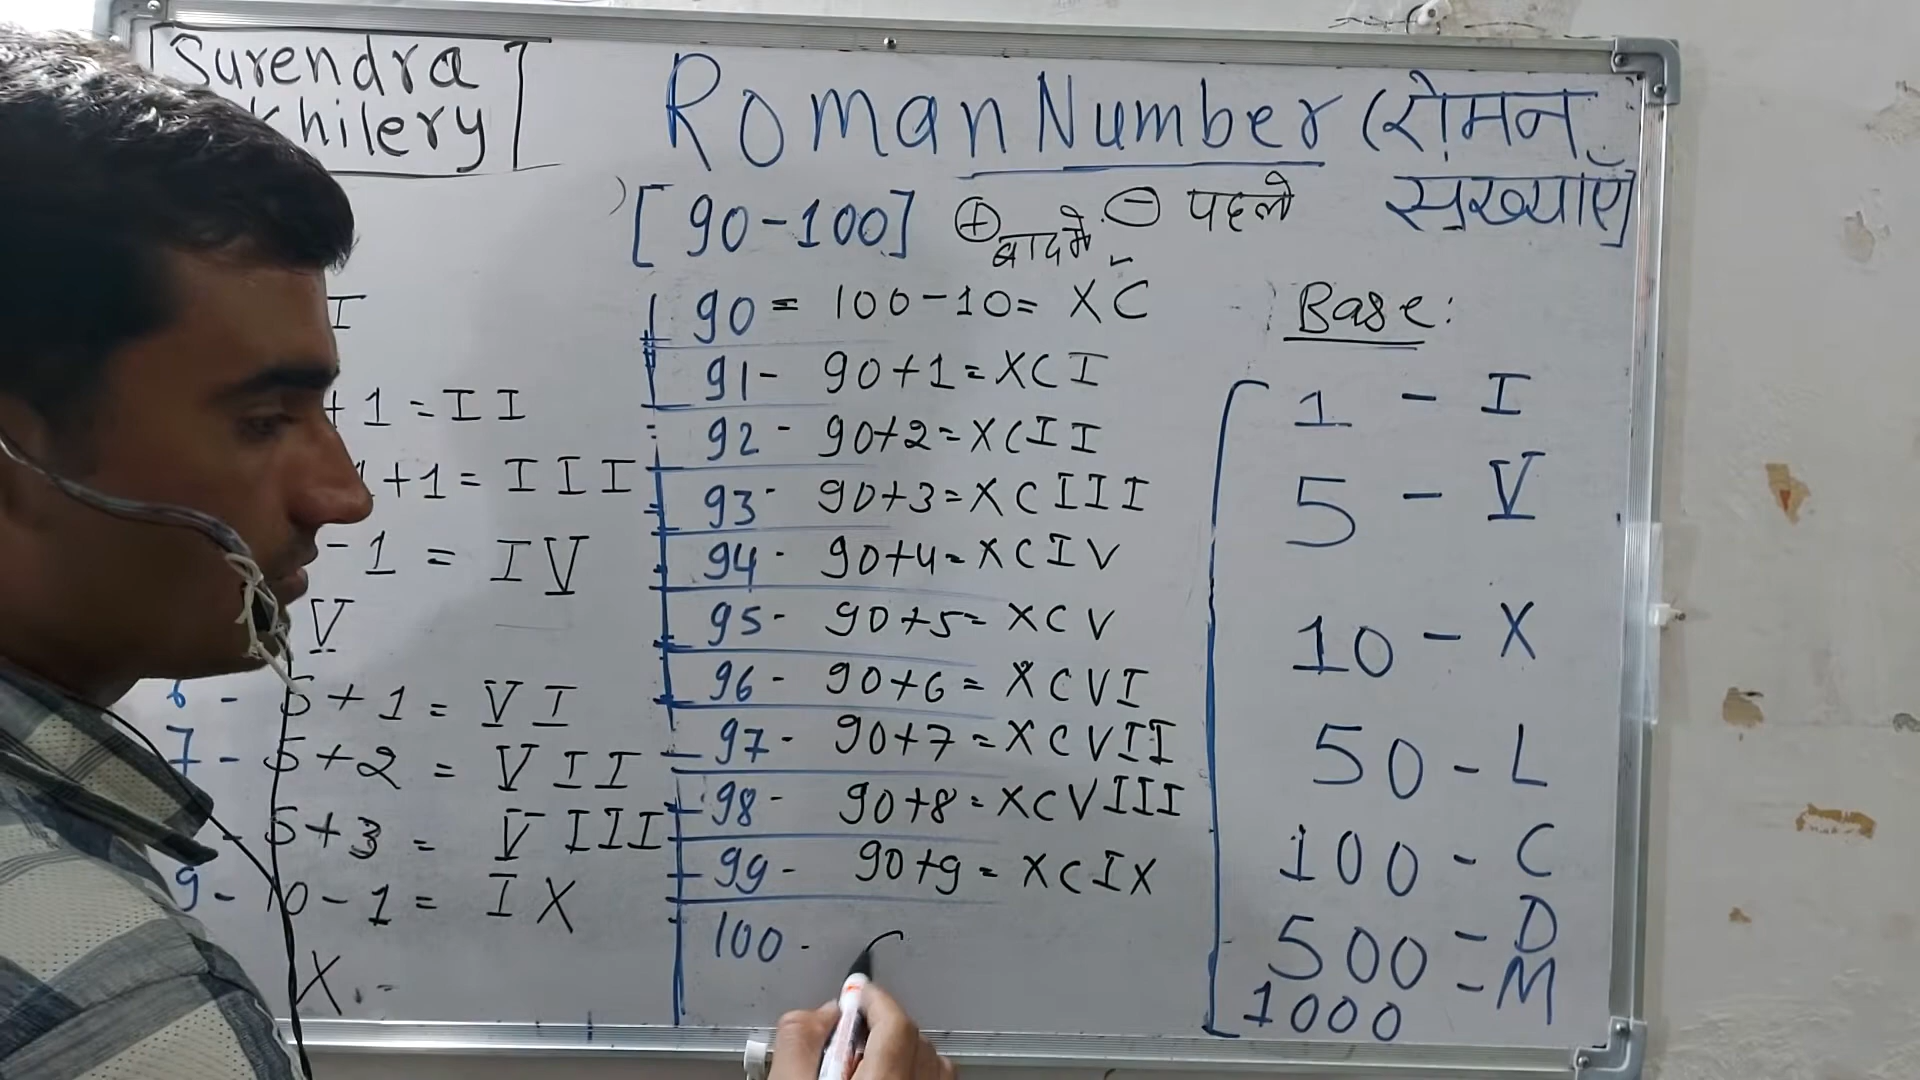 [Surendra
khilery]
Roman Number (रोमन
संख्याएँ)
[90-100] ⊕ बादमे ⊖ पहले
I
+1 = II
1+1 = III
-1 = IV
V
6 - 5+1 = VI
7 - 5+2 = VII
- 5+3 = VIII
9 - 10-1 = IX
X
90 = 100-10= XC
91- 90+1=XCI
92- 90+2=XCII
93- 90+3=XCIII
94- 90+4=XCIV
95- 90+5= XCV
96- 90+6= XCVI
97- 90+7=XCVII
98- 90+8=XCVIII
99- 90+9= XCIX
100- C
Base:
1 - I
5 - V
10 - X
50 - L
100 - C
500 - D
1000 - M